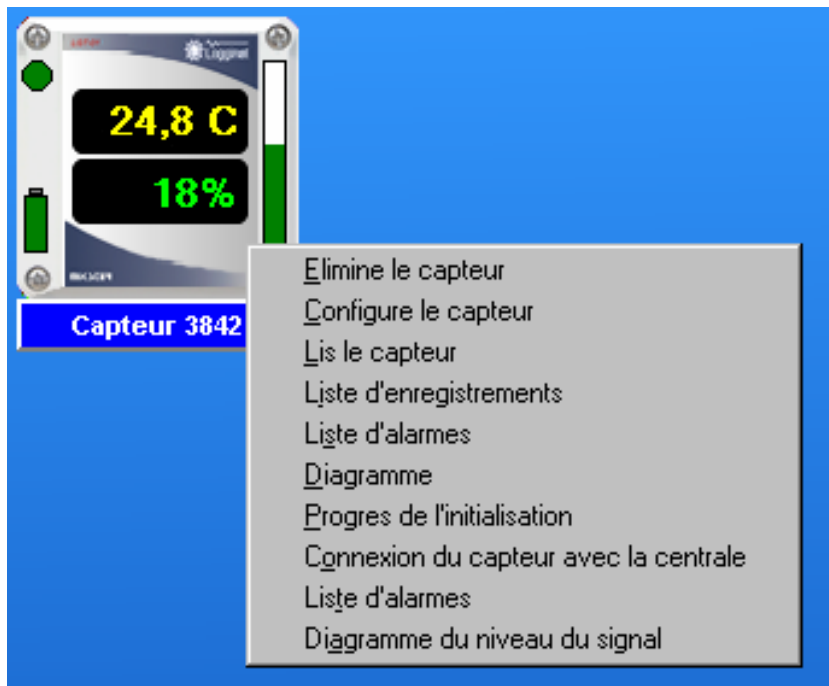 Logginet
24,8 C
18%
Capteur 3842
Elimine le capteur
Configure le capteur
Lis le capteur
Liste d'enregistrements
Liste d'alarmes
Diagramme
Progres de l'initialisation
Connexion du capteur avec la centrale
Liste d'alarmes
Diagramme du niveau du signal